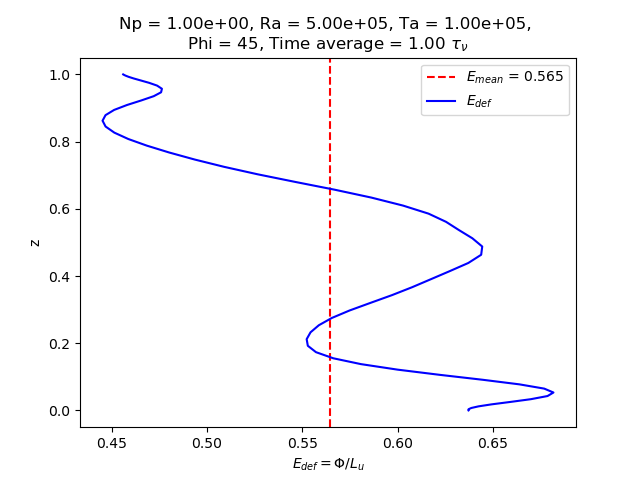 Np = 1.00e+00, Ra = 5.00e+05, Ta = 1.00e+05,
Phi = 45, Time average = 1.00 τ_ν
E_mean = 0.565
E_def
1.0
0.8
0.6
0.4
0.2
0.0
z
0.45 0.50 0.55 0.60 0.65
E_def = Φ/L_u